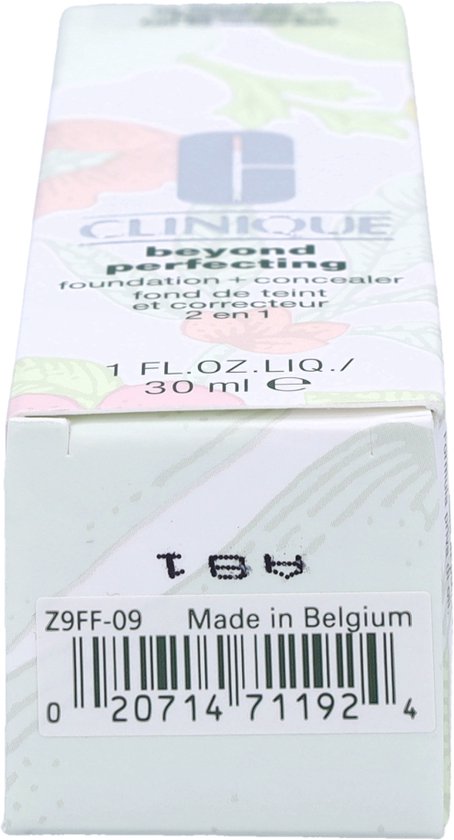 CLINIQUE
beyond
perfecting
foundation + concealer
fond de teint
et correcteur
2 en 1
1 FL.OZ.LIQ./
30 ml ℮
Z9FF-09 Made in Belgium
0 20714 71192 4